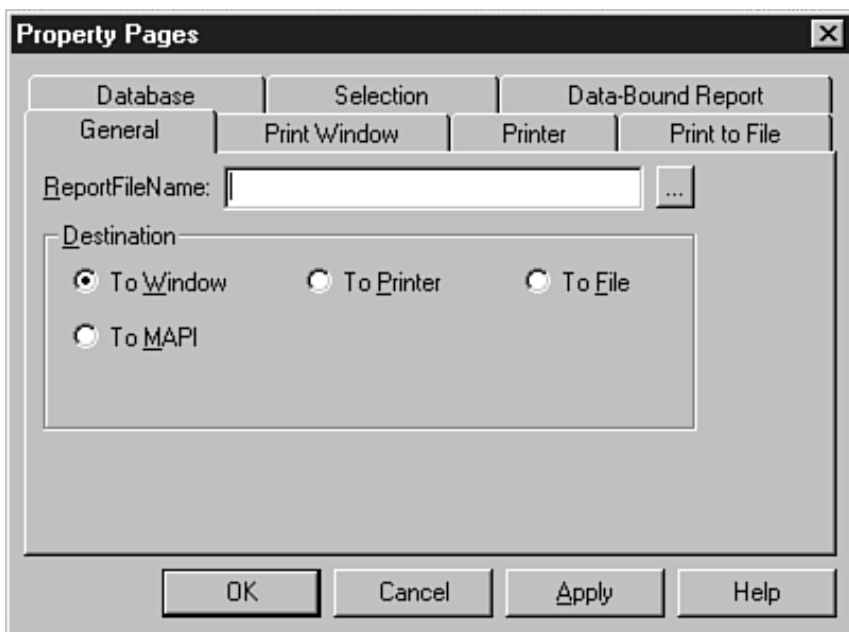 Property Pages
Database Selection Data-Bound Report
General Print Window Printer Print to File
ReportFileName: ...
Destination
To Window To Printer To File
To MAPI
OK Cancel Apply Help